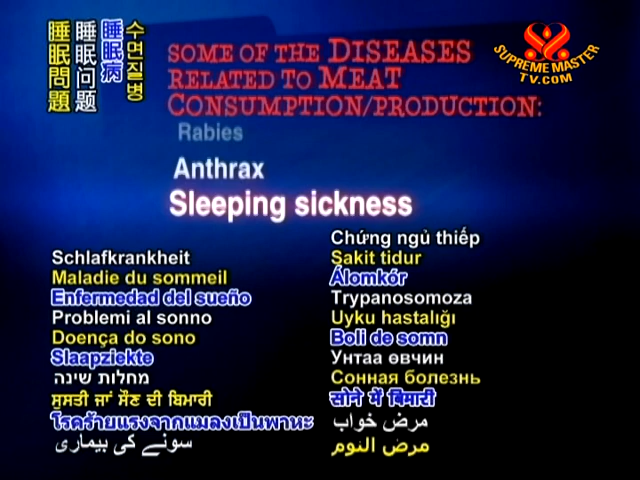 睡眠問題
睡眠问题
睡眠病
수면질병
SOME OF THE DISEASES
RELATED TO MEAT
CONSUMPTION/PRODUCTION:
SUPREME MASTER
TV.COM
Rabies
Anthrax
Sleeping sickness
Schlafkrankheit
Maladie du sommeil
Enfermedad del sueño
Problemi al sonno
Doença do sono
Slaapziekte
מחלות שינה
ਸੁਸਤੀ ਜਾਂ ਸੌਣ ਦੀ ਬਿਮਾਰੀ
โรคร้ายแรงจากแมลงเป็นพาหะ
سونے کی بیماری
Chứng ngủ thiếp
Sakit tidur
Álomkór
Trypanosomoza
Uyku hastalığı
Boli de somn
Унтаа өвчин
Сонная болезнь
सोने में बिमारी
مرض خواب
مرض النوم